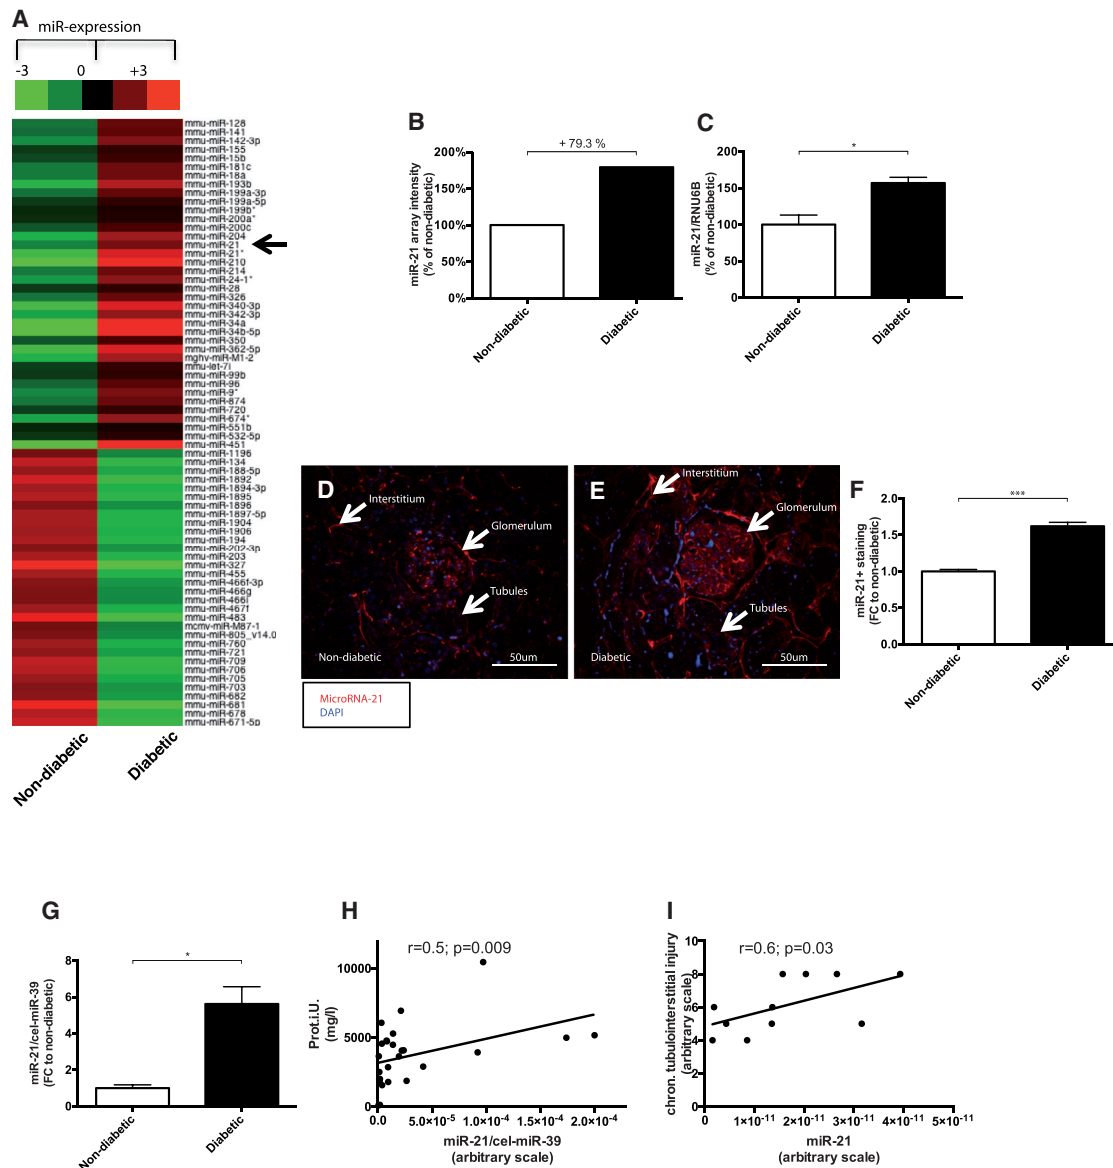 A
miR-expression
-3 0 +3
mmu-miR-128
mmu-miR-141
mmu-miR-142-3p
mmu-miR-155
mmu-miR-15b
mmu-miR-181c
mmu-miR-18a
mmu-miR-193b
mmu-miR-199a-3p
mmu-miR-199a-5p
mmu-miR-199b*
mmu-miR-200a*
mmu-miR-200c
mmu-miR-204
mmu-miR-21
mmu-miR-21*
mmu-miR-210
mmu-miR-214
mmu-miR-24-1*
mmu-miR-28
mmu-miR-326
mmu-miR-340-3p
mmu-miR-342-3p
mmu-miR-34a
mmu-miR-34b-5p
mmu-miR-350
mmu-miR-362-5p
mghv-miR-M1-2
mmu-let-7i
mmu-miR-99b
mmu-miR-96
mmu-miR-9*
mmu-miR-874
mmu-miR-720
mmu-miR-674*
mmu-miR-551b
mmu-miR-532-5p
mmu-miR-451
mmu-miR-1196
mmu-miR-134
mmu-miR-188-5p
mmu-miR-1892
mmu-miR-1894-3p
mmu-miR-1895
mmu-miR-1896
mmu-miR-1897-5p
mmu-miR-1904
mmu-miR-1906
mmu-miR-194
mmu-miR-202-3p
mmu-miR-203
mmu-miR-327
mmu-miR-455
mmu-miR-466f-3p
mmu-miR-466g
mmu-miR-466i
mmu-miR-467f
mmu-miR-483
mcmv-miR-M87-1
mmu-miR-805_v14.0
mmu-miR-760
mmu-miR-721
mmu-miR-709
mmu-miR-706
mmu-miR-705
mmu-miR-703
mmu-miR-682
mmu-miR-681
mmu-miR-678
mmu-miR-671-5p
Non-diabetic
Diabetic
B
+ 79.3 %
miR-21 array intensity
(% of non-diabetic)
200%
150%
100%
50%
0%
Non-diabetic
Diabetic
C
*
miR-21/RNU6B
(% of non-diabetic)
200
150
100
50
0
Non-diabetic
Diabetic
D
Interstitium
Glomerulum
Tubules
Non-diabetic
50um
E
Interstitium
Glomerulum
Tubules
Diabetic
50um
MicroRNA-21
DAPI
F
***
miR-21+ staining
(FC to non-diabetic)
2.0
1.5
1.0
0.5
0.0
Non-diabetic
Diabetic
G
*
miR-21/cel-miR-39
(FC to non-diabetic)
8
6
4
2
0
Non-diabetic
Diabetic
H
r=0.5; p=0.009
Prot.i.U.
(mg/l)
10000
5000
0
0.0 5.0×10⁻⁵ 1.0×10⁻⁴ 1.5×10⁻⁴ 2.0×10⁻⁴
miR-21/cel-miR-39
(arbitrary scale)
I
r=0.6; p=0.03
chron. tubulointerstitial injury
(arbitrary scale)
10
8
6
4
2
0
0 1×10⁻¹¹ 2×10⁻¹¹ 3×10⁻¹¹ 4×10⁻¹¹ 5×10⁻¹¹
miR-21
(arbitrary scale)